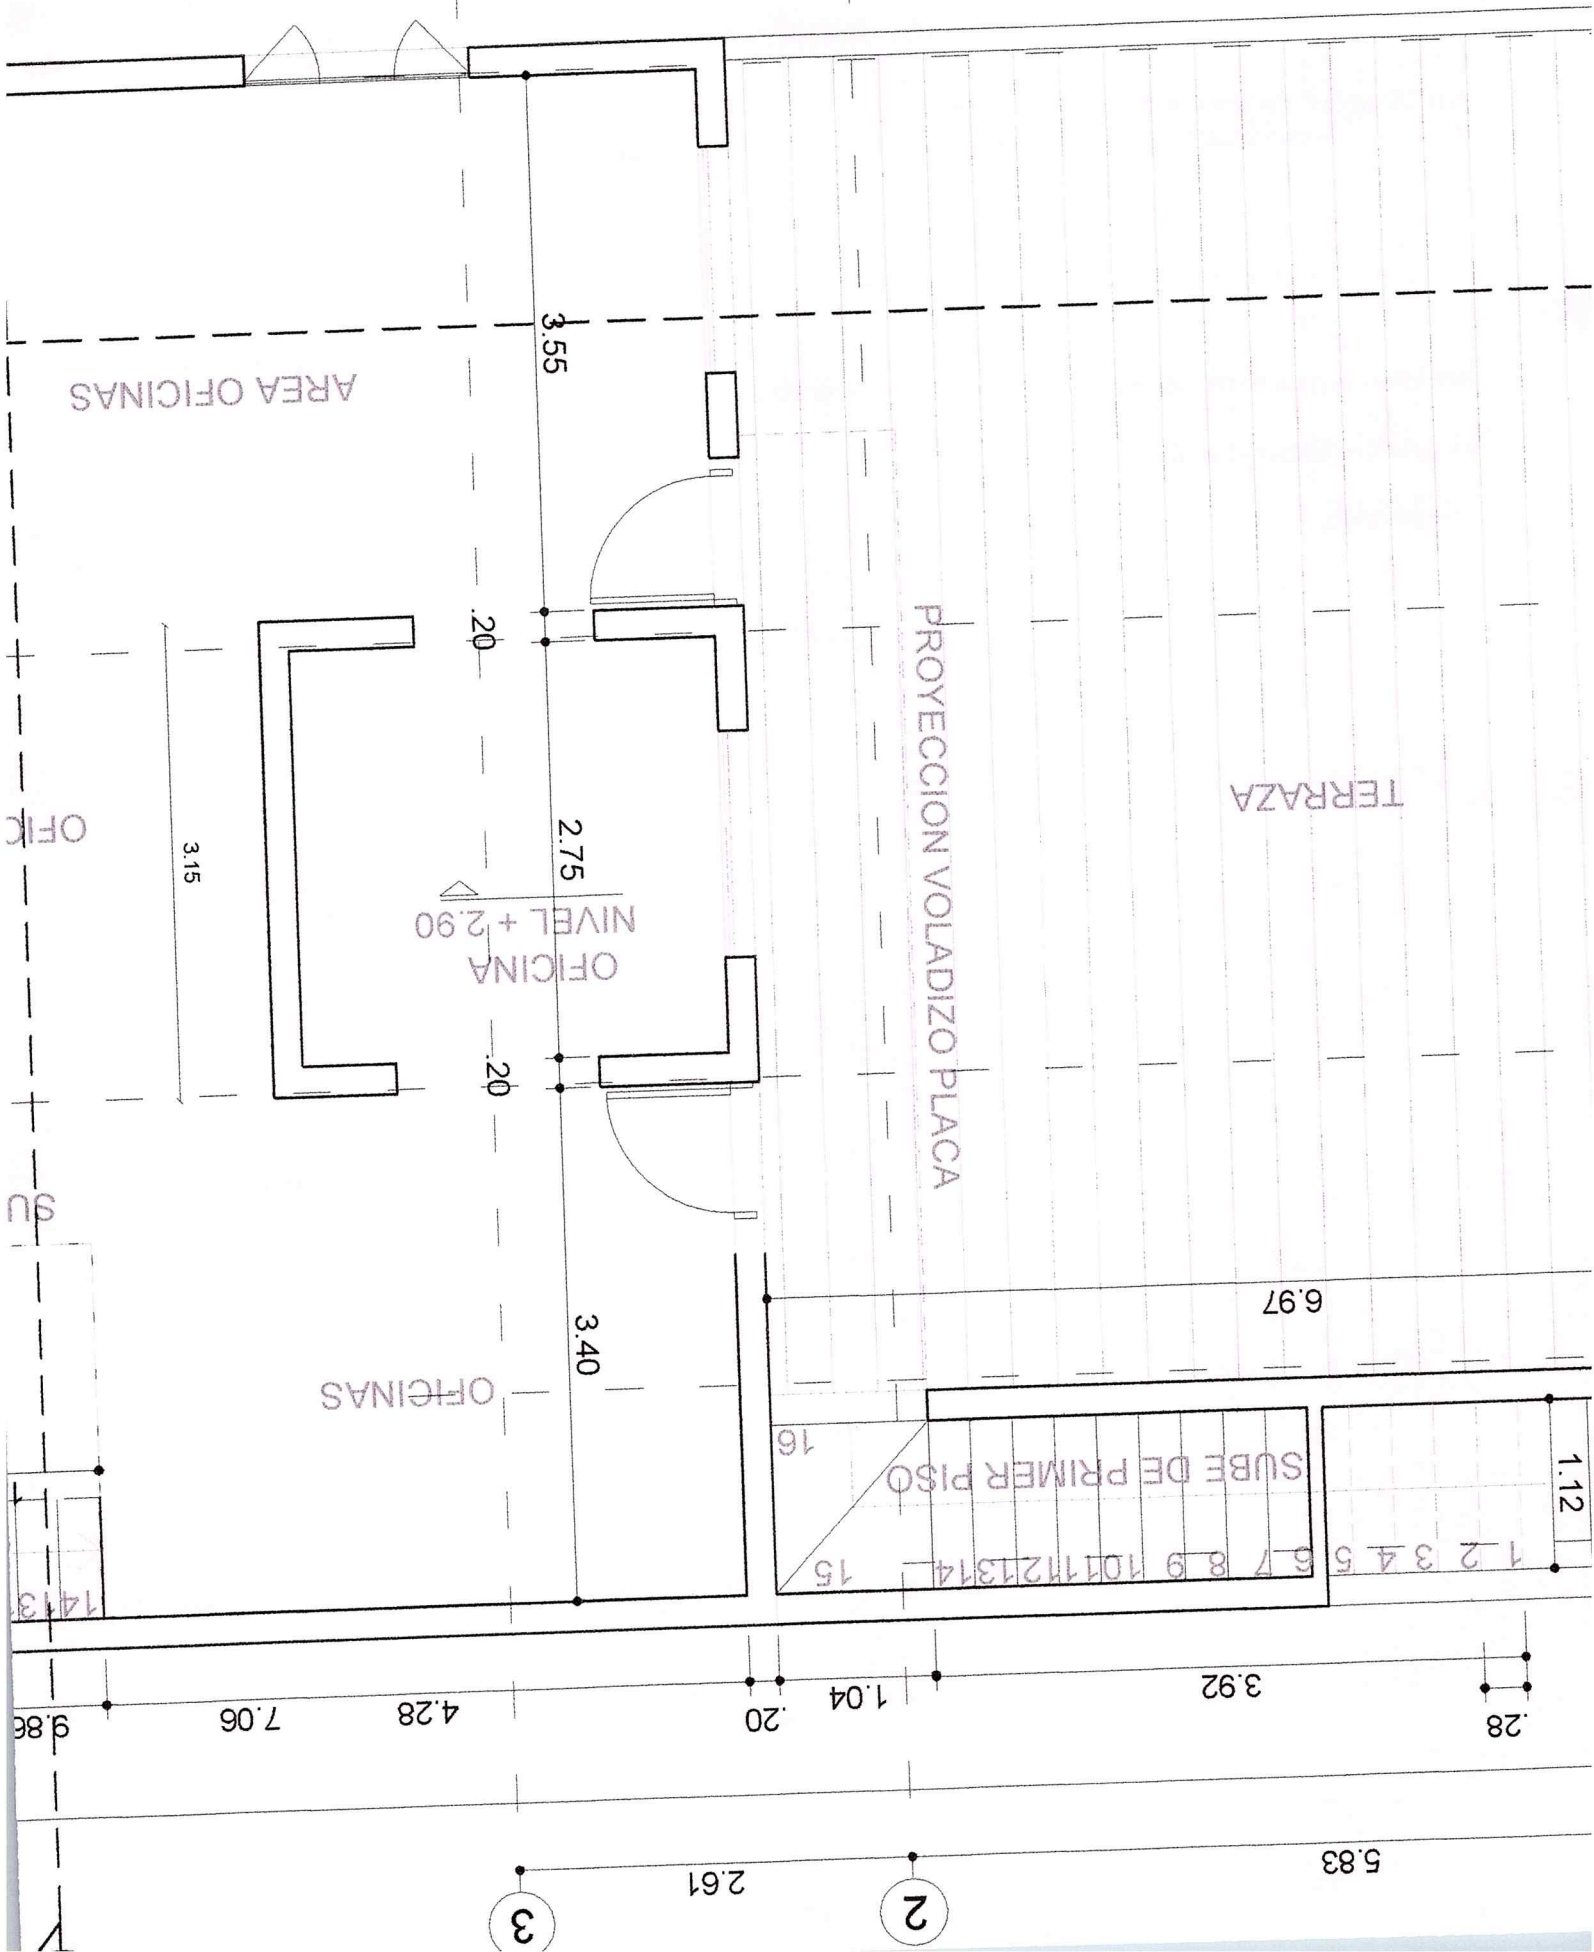 5.83
2
2.61
3
.28
3.92
1.04
.20
4.28
7.06
1 2 3 4 5 6 7 8 9 10 11 12 13 14
15
14 13
1.12
SUBE DE PRIMER PISO
16
OFICINAS
3.40
6.97
SU
.20
OFICINA
NIVEL + 2.90
3.15
2.75
OFIC
TERRAZA
PROYECCION VOLADIZO PLACA
.20
AREA OFICINAS
3.55